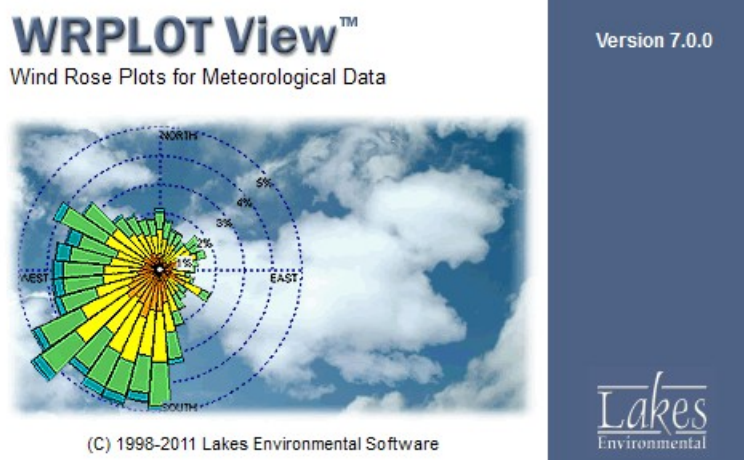 WRPLOT View™
Version 7.0.0
Wind Rose Plots for Meteorological Data
NORTH
5%
4%
3%
2%
1%
WEST
EAST
SOUTH
Lakes
Environmental
(C) 1998-2011 Lakes Environmental Software